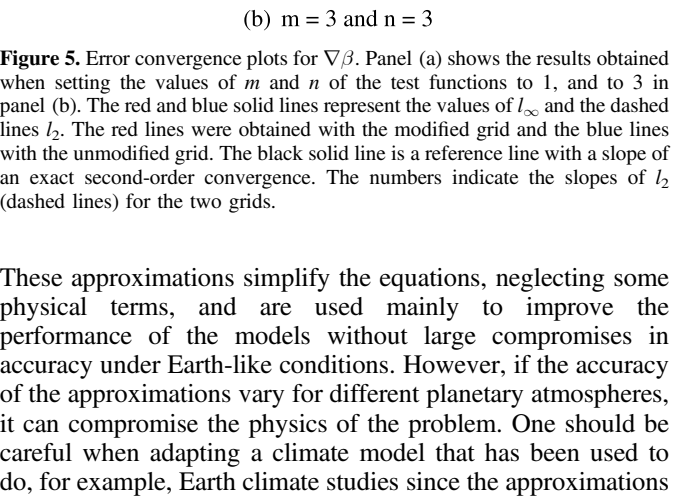 (b) m = 3 and n = 3
Figure 5. Error convergence plots for ∇β. Panel (a) shows the results obtained
when setting the values of m and n of the test functions to 1, and to 3 in
panel (b). The red and blue solid lines represent the values of l∞ and the dashed
lines l₂. The red lines were obtained with the modified grid and the blue lines
with the unmodified grid. The black solid line is a reference line with a slope of
an exact second-order convergence. The numbers indicate the slopes of l₂
(dashed lines) for the two grids.
These approximations simplify the equations, neglecting some
physical terms, and are used mainly to improve the
performance of the models without large compromises in
accuracy under Earth-like conditions. However, if the accuracy
of the approximations vary for different planetary atmospheres,
it can compromise the physics of the problem. One should be
careful when adapting a climate model that has been used to
do, for example, Earth climate studies since the approximations